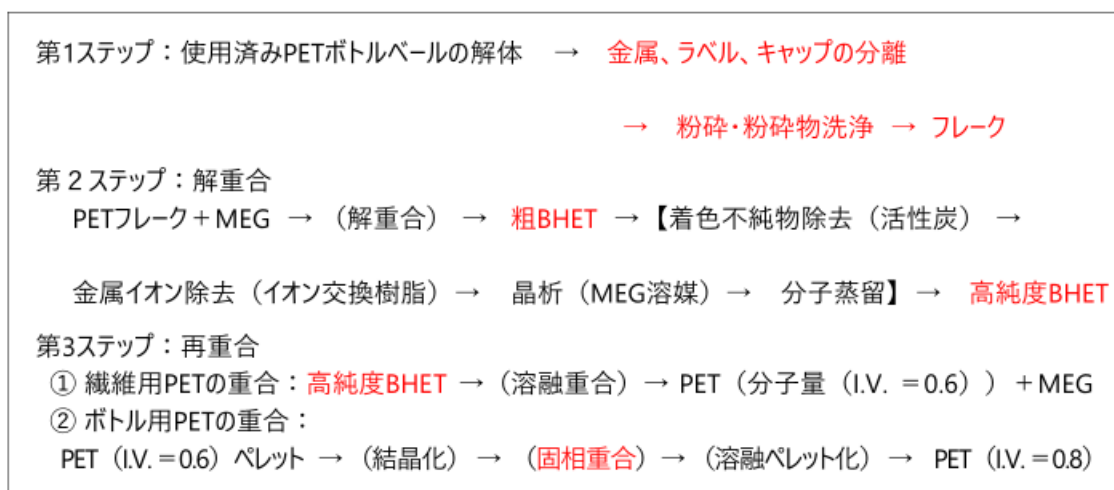 第1ステップ：使用済みPETボトルベールの解体　→　金属、ラベル、キャップの分離
→　粉砕・粉砕物洗浄　→　フレーク
第２ステップ：解重合
PETフレーク＋MEG　→　（解重合）　→　粗BHET　→【着色不純物除去（活性炭）　→
金属イオン除去（イオン交換樹脂）　→　晶析（MEG溶媒）　→　分子蒸留】　→　高純度BHET
第3ステップ：再重合
① 繊維用PETの重合：高純度BHET　→（溶融重合）→ PET（分子量（I.V. ＝0.6））＋MEG
② ボトル用PETの重合：
PET（I.V.＝0.6）ペレット　→　（結晶化）　→　（固相重合）　→　（溶融ペレット化）　→　PET（I.V.＝0.8）